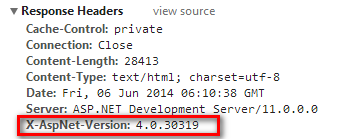 ▼ Response Headers view source
Cache-Control: private
Connection: Close
Content-Length: 28413
Content-Type: text/html; charset=utf-8
Date: Fri, 06 Jun 2014 06:10:38 GMT
Server: ASP.NET Development Server/11.0.0.0
X-AspNet-Version: 4.0.30319